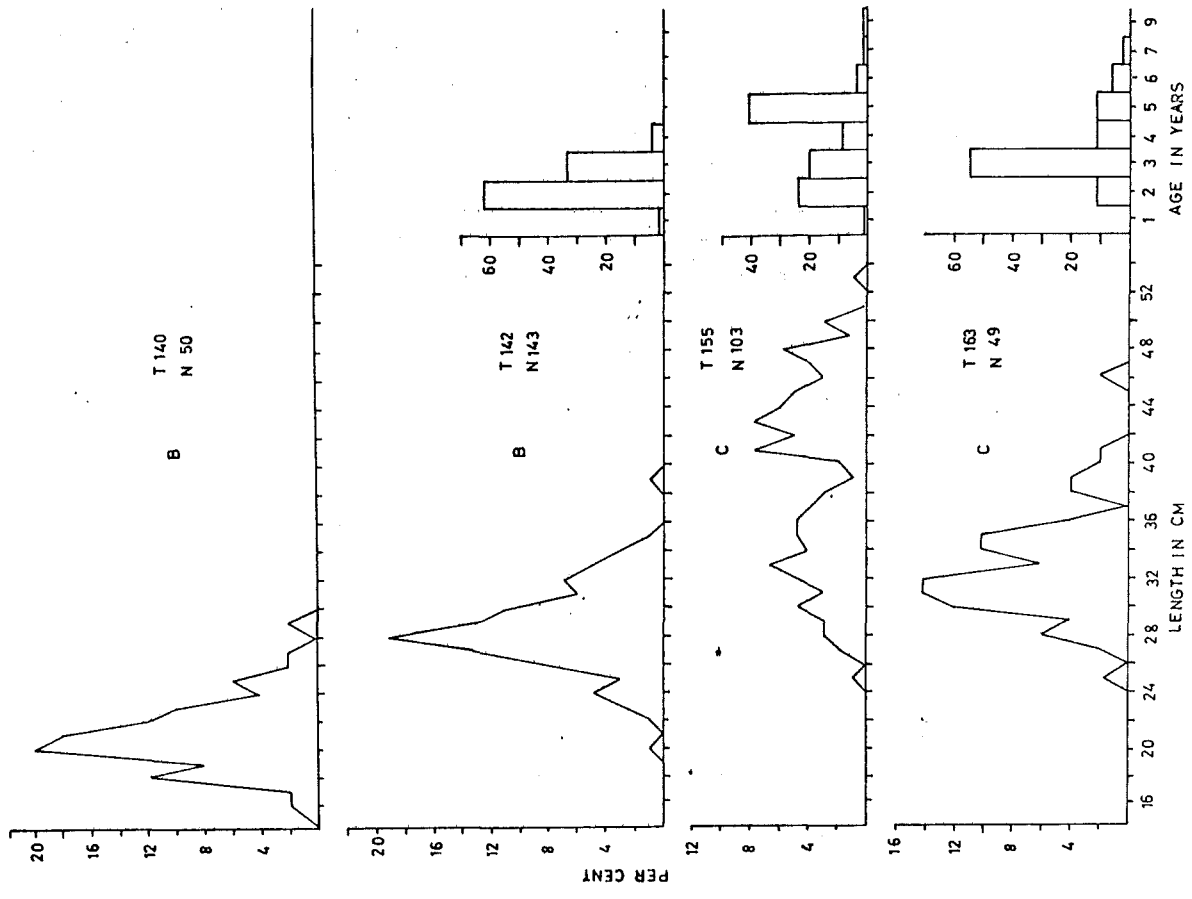 20
16
12
8
4
T 140
N 50
B
20
16
12
8
4
PER CENT
T 142
N 143
B
60
40
20
12
8
4
T 155
N 103
C
40
20
16
12
8
4
T 163
N 49
C
60
40
20
16 20 24 28 32 36 40 44 48 52
LENGTH IN CM
1 2 3 4 5 6 7 9
AGE IN YEARS